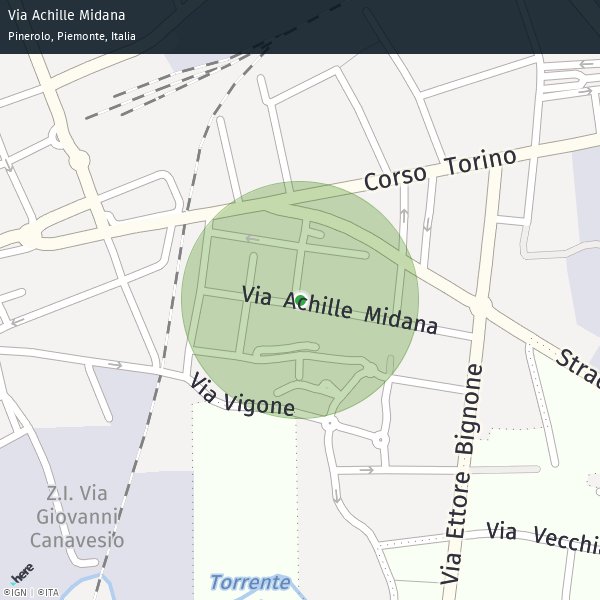 Via Achille Midana
Pinerolo, Piemonte, Italia
Corso Torino
Via Achille Midana
Strad
Via Vigone
Via Ettore Bignone
Z.I. Via
Giovanni
Canavesio
Via Vecchi
Torrente
here
©IGN | ©ITA